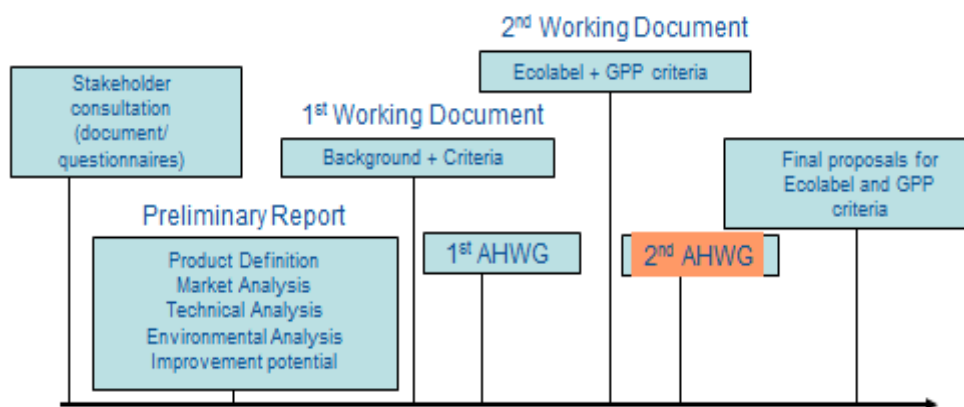 2nd Working Document
Ecolabel + GPP criteria
Stakeholder
consultation
(document/
questionnaires)
1st Working Document
Background + Criteria
Final proposals for
Ecolabel and GPP
criteria
Preliminary Report
Product Definition
Market Analysis
Technical Analysis
Environmental Analysis
Improvement potential
1st AHWG
2nd AHWG